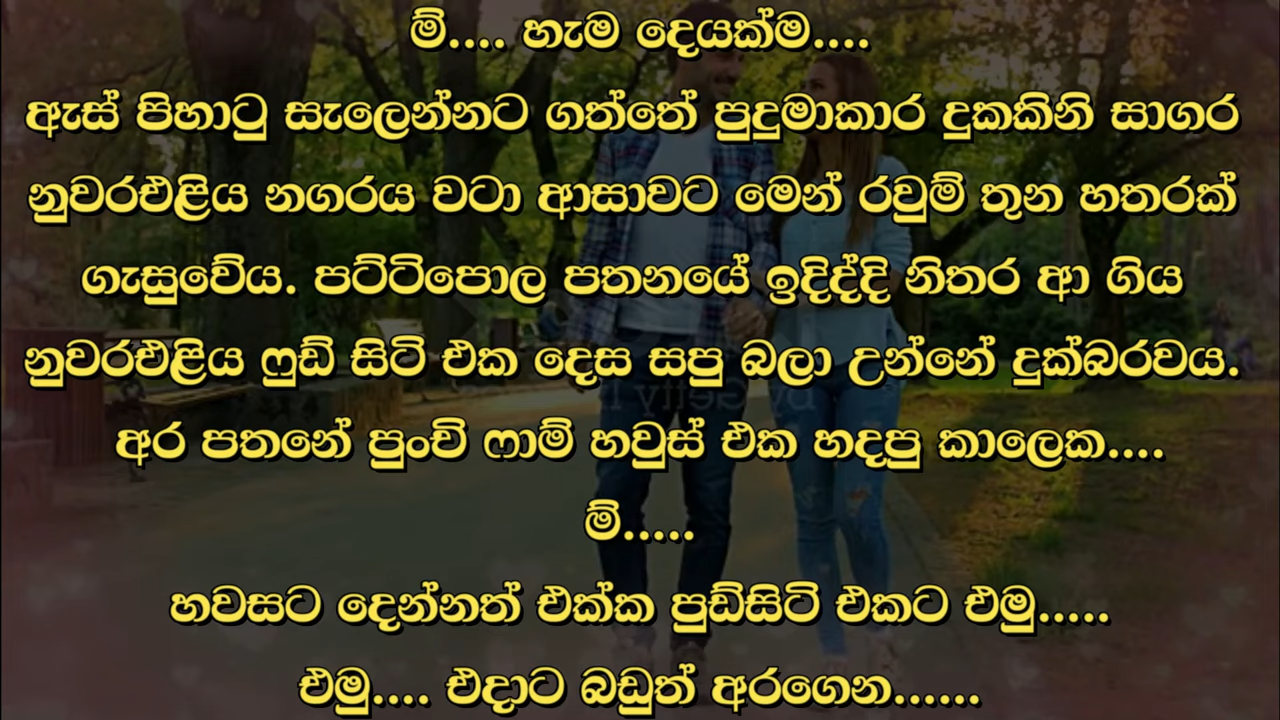 ම්.... හැම දෙයක්ම....
ඇස් පිහාටු සැලෙන්නට ගත්තේ පුදුමාකාර දුකකිනි සාගර
නුවරඑළිය නගරය වටා ආසාවට මෙන් රවුම් තුන හතරක්
ගැසුවේය. පට්ටිපොල පතනයේ ඉදිද්දි නිතර ආ ගිය
නුවරඑළිය ෆුඩ් සිටි එක දෙස සපු බලා උන්නේ දුක්බරවය.
අර පතනේ පුංචි ෆාම් හවුස් එක හදපු කාලෙක....
ම්.....
හවසට දෙන්නත් එක්ක පුඩ්සිටි එකට එමු.....
එමු.... එදාට බඩුත් අරගෙන......